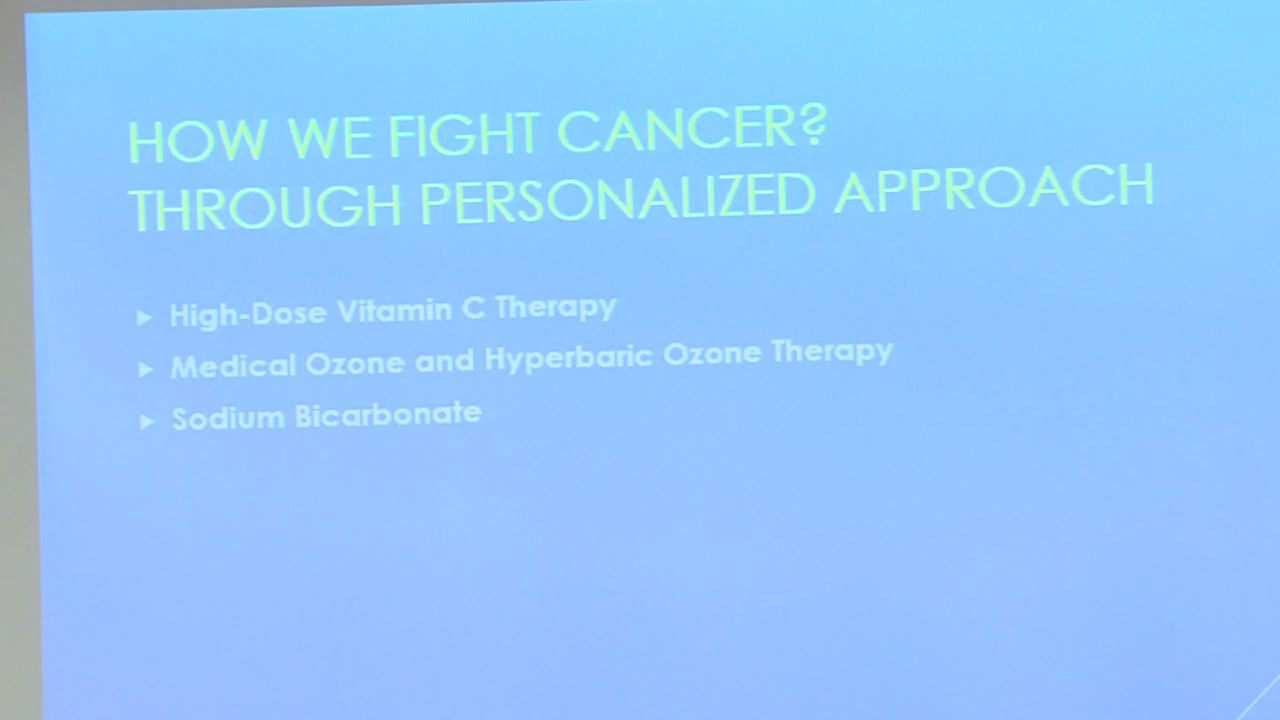 HOW WE FIGHT CANCER?
THROUGH PERSONALIZED APPROACH
High-Dose Vitamin C Therapy
Medical Ozone and Hyperbaric Ozone Therapy
Sodium Bicarbonate